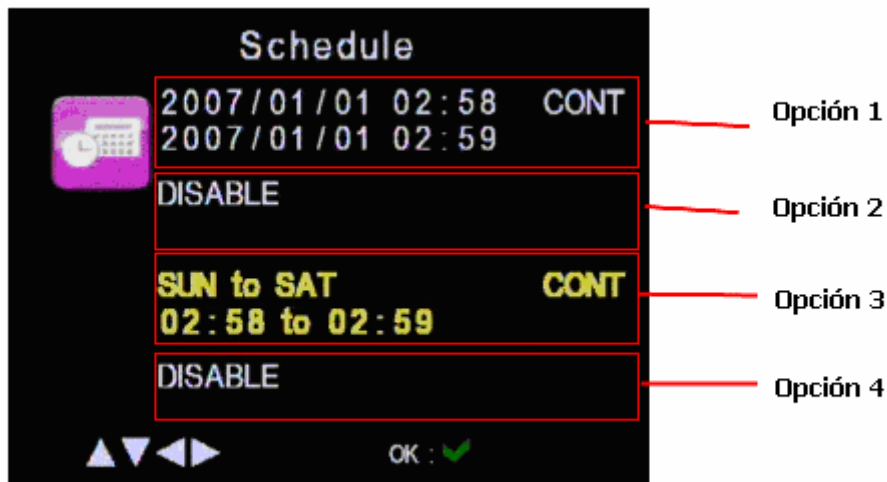 Schedule
2007/01/01 02:58 CONT
2007/01/01 02:59
Opción 1
DISABLE
Opción 2
SUN to SAT CONT
02:58 to 02:59
Opción 3
DISABLE
Opción 4
OK :